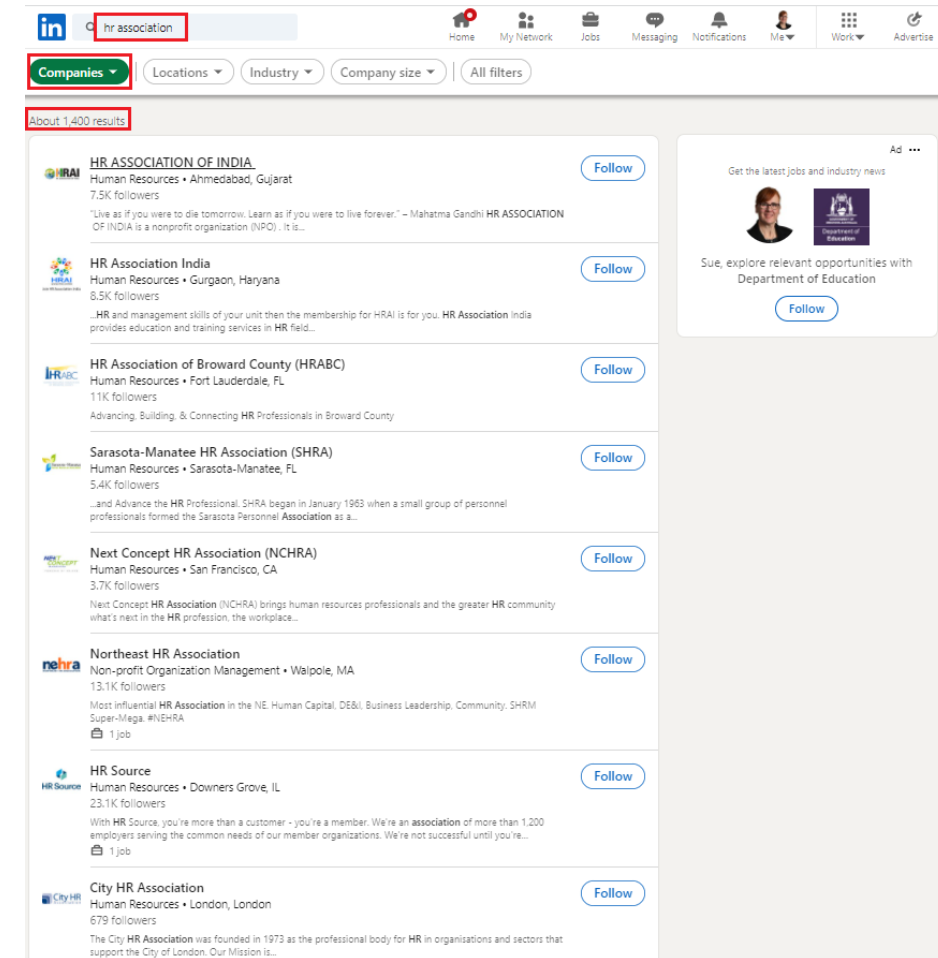 in
hr association
Home
My Network
Jobs
Messaging
Notifications
Me
Work
Advertise
Companies
Locations
Industry
Company size
All filters
About 1,400 results
HRAI
HR ASSOCIATION OF INDIA
Human Resources • Ahmedabad, Gujarat
7.5K followers
"Live as if you were to die tomorrow. Learn as if you were to live forever." – Mahatma Gandhi HR ASSOCIATION
OF INDIA is a nonprofit organization (NPO) . It is...
Follow
HRAI
HR Association India
Human Resources • Gurgaon, Haryana
8.5K followers
...HR and management skills of your unit then the membership for HRAI is for you. HR Association India
provides education and training services in HR field...
Follow
HRABC
HR Association of Broward County (HRABC)
Human Resources • Fort Lauderdale, FL
11K followers
Advancing, Building, & Connecting HR Professionals in Broward County
Follow
Sarasota-Manatee HR Association (SHRA)
Human Resources • Sarasota-Manatee, FL
5.4K followers
...and Advance the HR Professional. SHRA began in January 1963 when a small group of personnel
professionals formed the Sarasota Personnel Association as a...
Follow
NEXT
CONCEPT
Next Concept HR Association (NCHRA)
Human Resources • San Francisco, CA
3.7K followers
Next Concept HR Association (NCHRA) brings human resources professionals and the greater HR community
what's next in the HR profession, the workplace...
Follow
nehra
Northeast HR Association
Non-profit Organization Management • Walpole, MA
13.1K followers
Most influential HR Association in the NE. Human Capital, DE&I, Business Leadership, Community. SHRM
Super-Mega. #NEHRA
1 job
Follow
HR Source
HR Source
Human Resources • Downers Grove, IL
23.1K followers
With HR Source, you're more than a customer - you're a member. We're an association of more than 1,200
employers serving the common needs of our member organizations. We're not successful until you're...
1 job
Follow
City HR
City HR Association
Human Resources • London, London
679 followers
The City HR Association was founded in 1973 as the professional body for HR in organisations and sectors that
support the City of London. Our Mission is...
Follow
Ad
Get the latest jobs and industry news
Department of
Education
Sue, explore relevant opportunities with
Department of Education
Follow